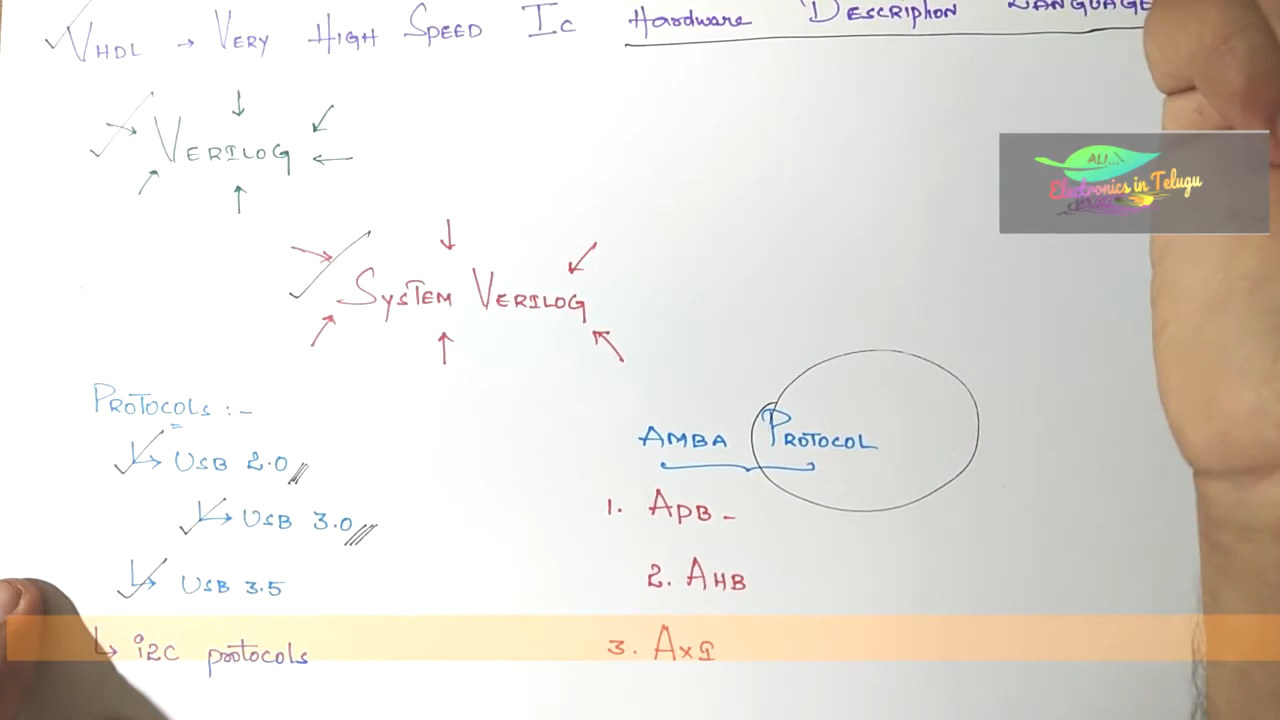 VHDL → VERY HIGH SPEED IC Hardware DESCRIPTION LANGUAGE
VERILOG
SYSTEM VERILOG
PROTOCOLS :-
USB 2.0
USB 3.0
USB 3.5
i2C protocols
AMBA PROTOCOL
1. APB -
2. AHB
3. AXI
ALI...
Electronics in Telugu